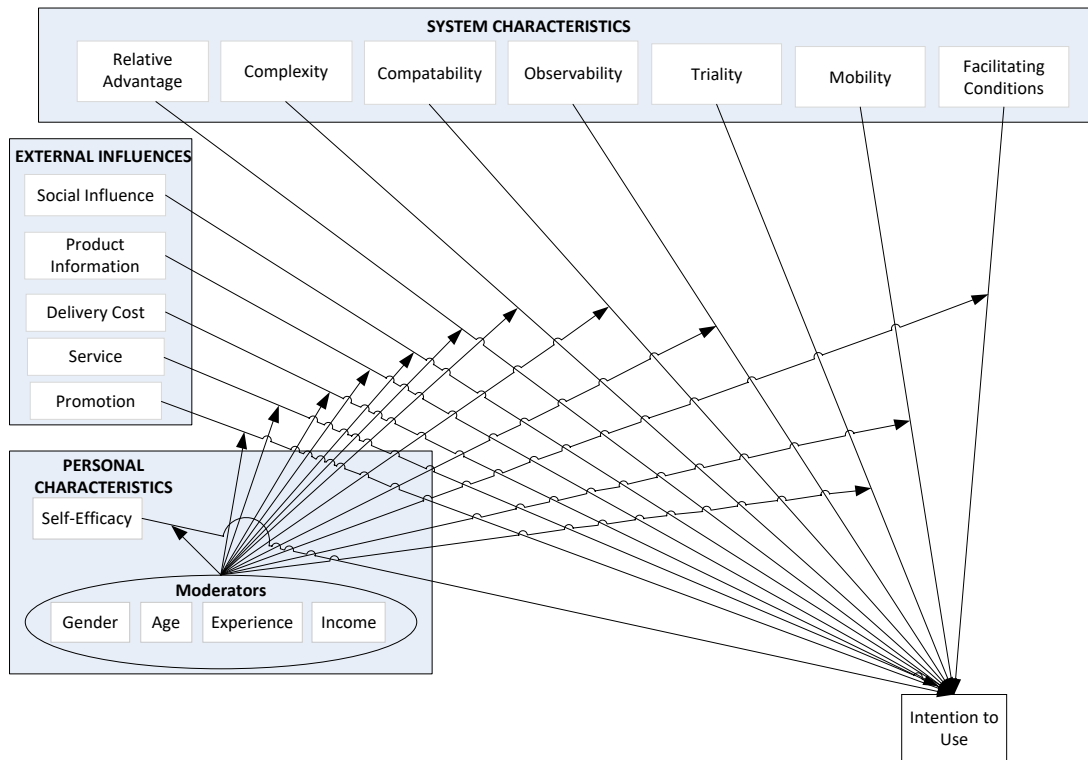 SYSTEM CHARACTERISTICS
Relative
Advantage
Complexity
Compatability
Observability
Triality
Mobility
Facilitating
Conditions
EXTERNAL INFLUENCES
Social Influence
Product
Information
Delivery Cost
Service
Promotion
PERSONAL
CHARACTERISTICS
Self-Efficacy
Moderators
Gender
Age
Experience
Income
Intention to
Use